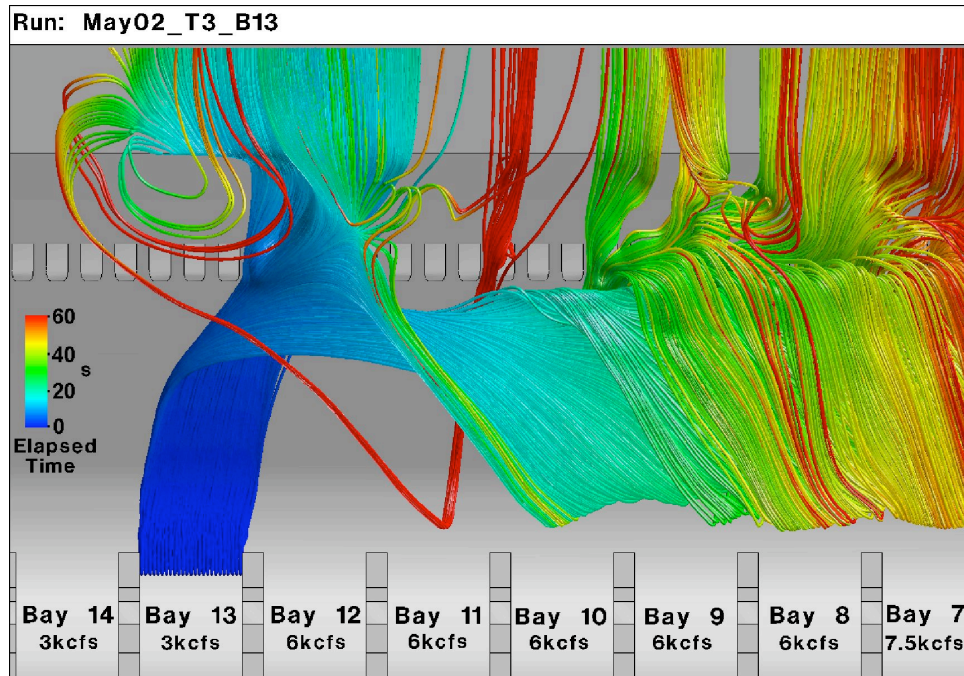 Run: May02_T3_B13
60
40
s
20
0
Elapsed
Time
Bay 14
3kcfs
Bay 13
3kcfs
Bay 12
6kcfs
Bay 11
6kcfs
Bay 10
6kcfs
Bay 9
6kcfs
Bay 8
6kcfs
Bay 7
7.5kcfs